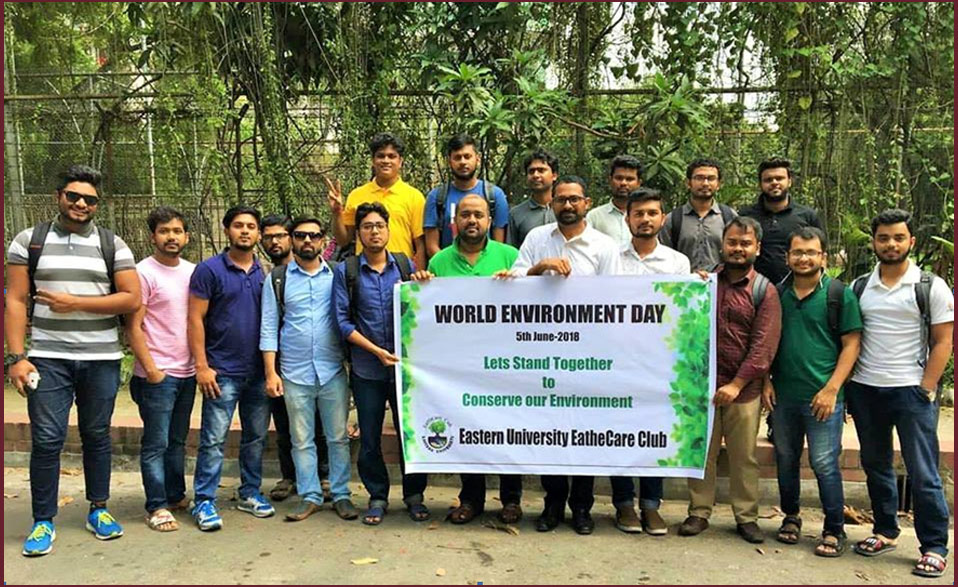 WORLD ENVIRONMENT DAY
5th June-2018
Lets Stand Together
to
Conserve our Environment
Eastern University EatheCare Club